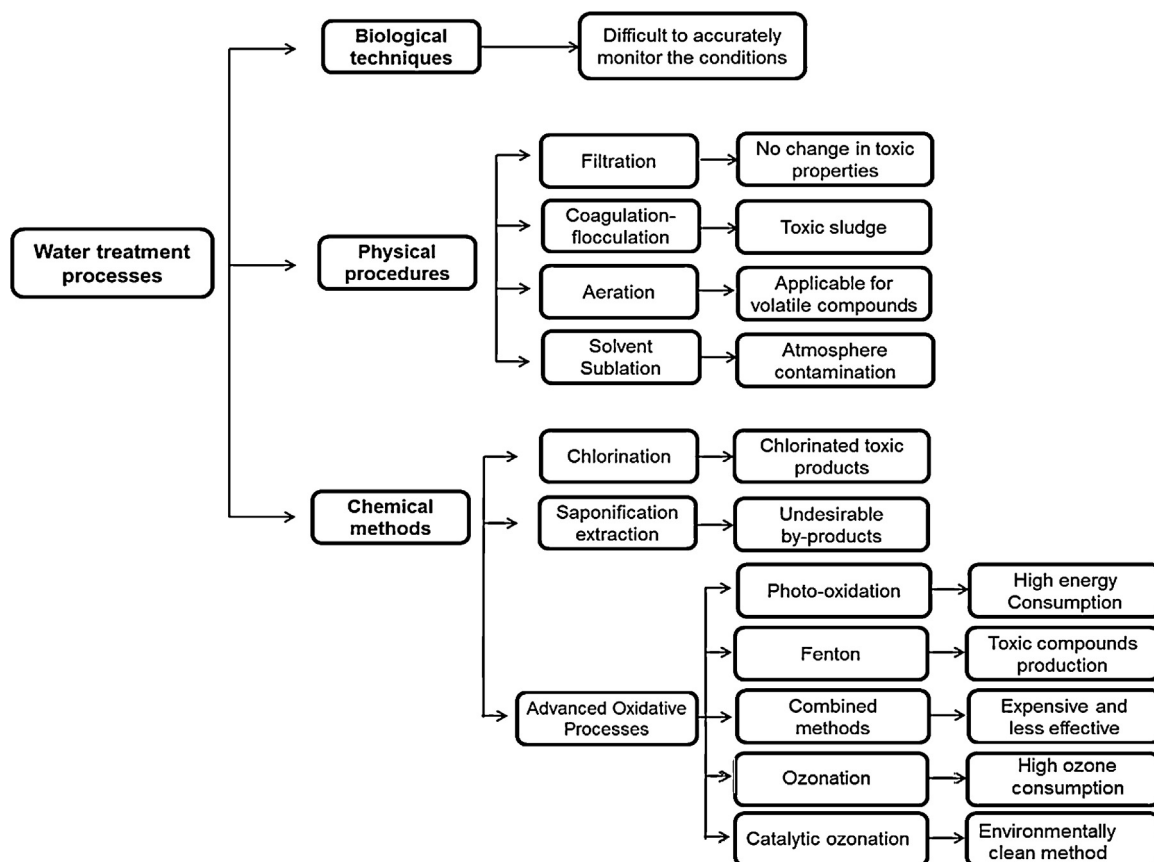 Biological
techniques
Difficult to accurately
monitor the conditions
Filtration
No change in toxic
properties
Coagulation-
flocculation
Toxic sludge
Water treatment
processes
Physical
procedures
Aeration
Applicable for
volatile compounds
Solvent
Sublation
Atmosphere
contamination
Chlorination
Chlorinated toxic
products
Chemical
methods
Saponification
extraction
Undesirable
by-products
Photo-oxidation
High energy
Consumption
Fenton
Toxic compounds
production
Advanced Oxidative
Processes
Combined
methods
Expensive and
less effective
Ozonation
High ozone
consumption
Catalytic ozonation
Environmentally
clean method